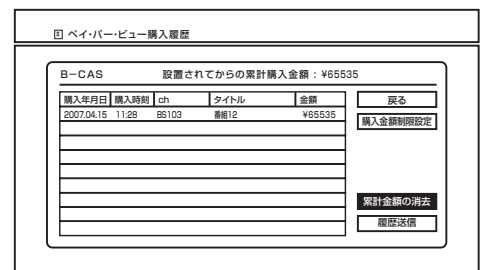 ペイ・パー・ビュー購入履歴
B-CAS 設置されてからの累計購入金額：¥65535
購入年月日 購入時刻 ch タイトル 金額 戻る
2007.04.15 11:28 BS103 番組12 ¥65535 購入金額制限設定
累計金額の消去
履歴送信